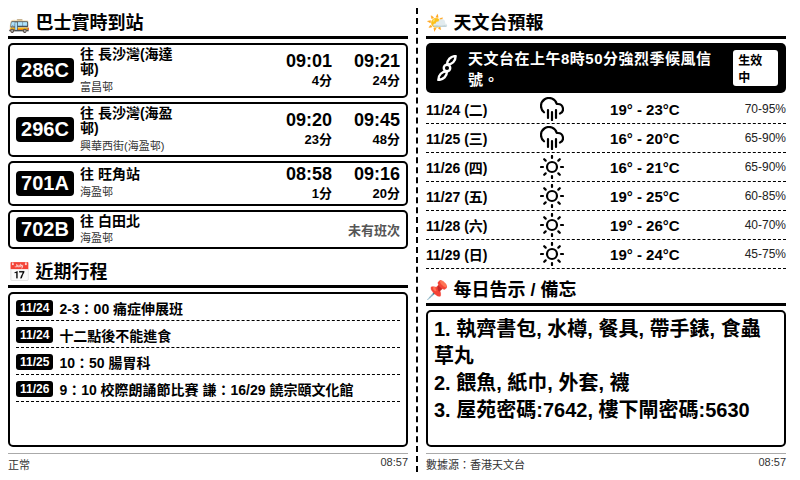 巴士實時到站
286C
往 長沙灣(海達
邨)
富昌邨
09:01
4分
09:21
24分
296C
往 長沙灣(海盈
邨)
興華西街(海盈邨)
09:20
23分
09:45
48分
701A
往 旺角站
海盈邨
08:58
1分
09:16
20分
702B
往 白田北
海盈邨
未有班次
近期行程
11/24 2-3：00 痛症伸展班
11/24 十二點後不能進食
11/25 10：50 腸胃科
11/26 9：10 校際朗誦節比賽 謙：16/29 饒宗頤文化館
正常 08:57
天文台預報
天文台在上午8時50分強烈季候風信
號。
生效
中
11/24 (二) 19° - 23°C 70-95%
11/25 (三) 16° - 20°C 65-90%
11/26 (四) 16° - 21°C 65-90%
11/27 (五) 19° - 25°C 60-85%
11/28 (六) 19° - 26°C 40-70%
11/29 (日) 19° - 24°C 45-75%
每日告示 / 備忘
1. 執齊書包, 水樽, 餐具, 帶手錶, 食蟲
草丸
2. 餵魚, 紙巾, 外套, 襪
3. 屋苑密碼:7642, 樓下閘密碼:5630
數據源：香港天文台 08:57